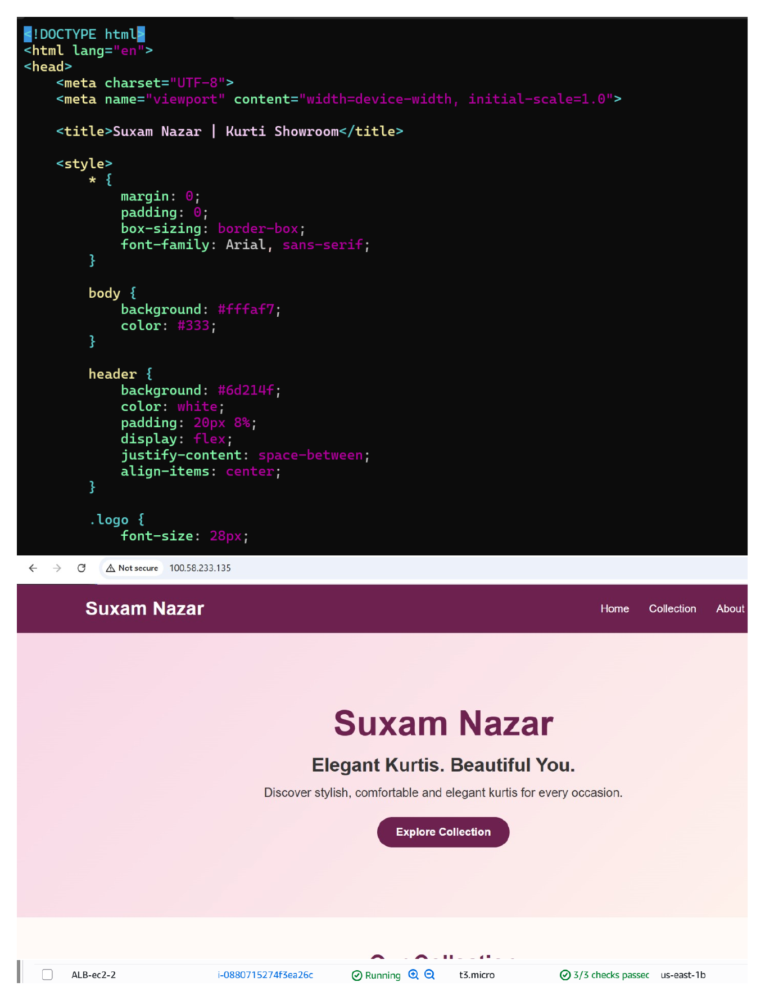 <!DOCTYPE html>
<html lang="en">
<head>
    <meta charset="UTF-8">
    <meta name="viewport" content="width=device-width, initial-scale=1.0">
    <title>Suxam Nazar | Kurti Showroom</title>
    <style>
        * {
            margin: 0;
            padding: 0;
            box-sizing: border-box;
            font-family: Arial, sans-serif;
        }
        body {
            background: #fffaf7;
            color: #333;
        }
        header {
            background: #6d214f;
            color: white;
            padding: 20px 8%;
            display: flex;
            justify-content: space-between;
            align-items: center;
        }
        .logo {
            font-size: 28px;
Not secure 100.58.233.135
Suxam Nazar Home Collection About
Suxam Nazar
Elegant Kurtis. Beautiful You.
Discover stylish, comfortable and elegant kurtis for every occasion.
Explore Collection
Our Collection
ALB-ec2-2 i-0880715274f3ea26c Running t3.micro 3/3 checks passec us-east-1b